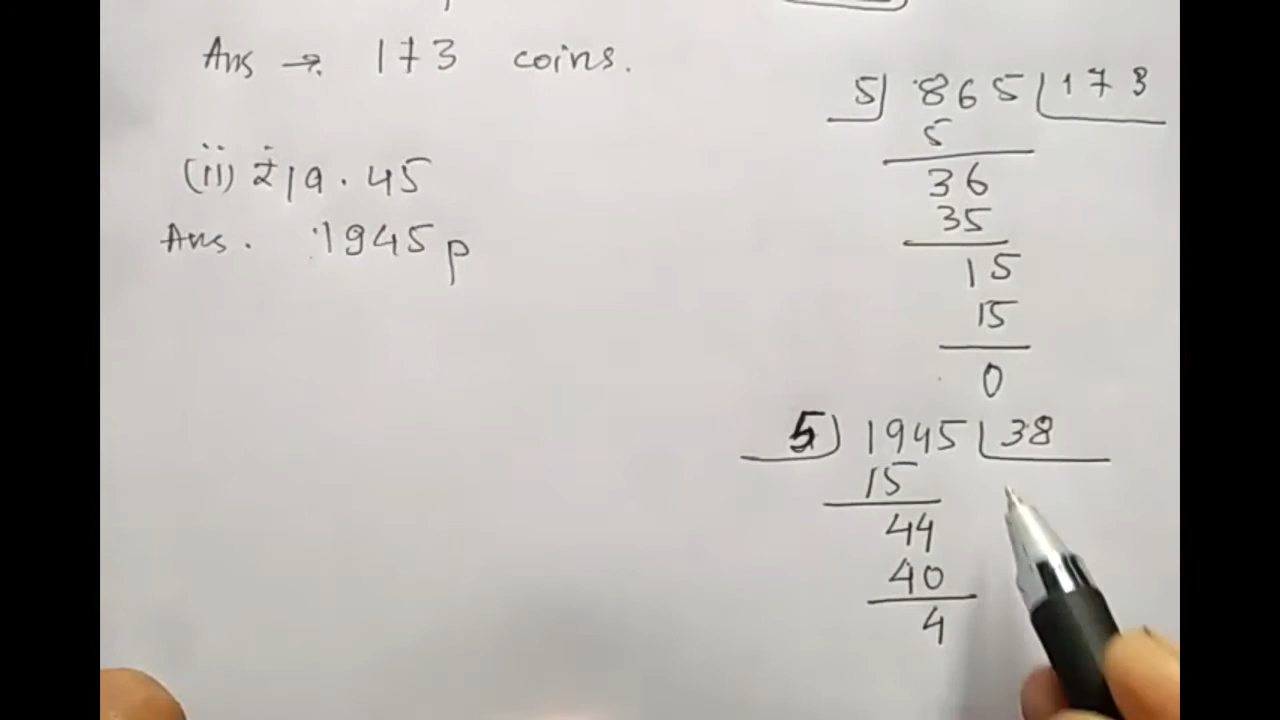 Ans → 173 coins.
(ii) ₹19.45
Ans. 1945p
5) 865 (173
5
36
35
15
15
0
5) 1945 (38
15
44
40
4